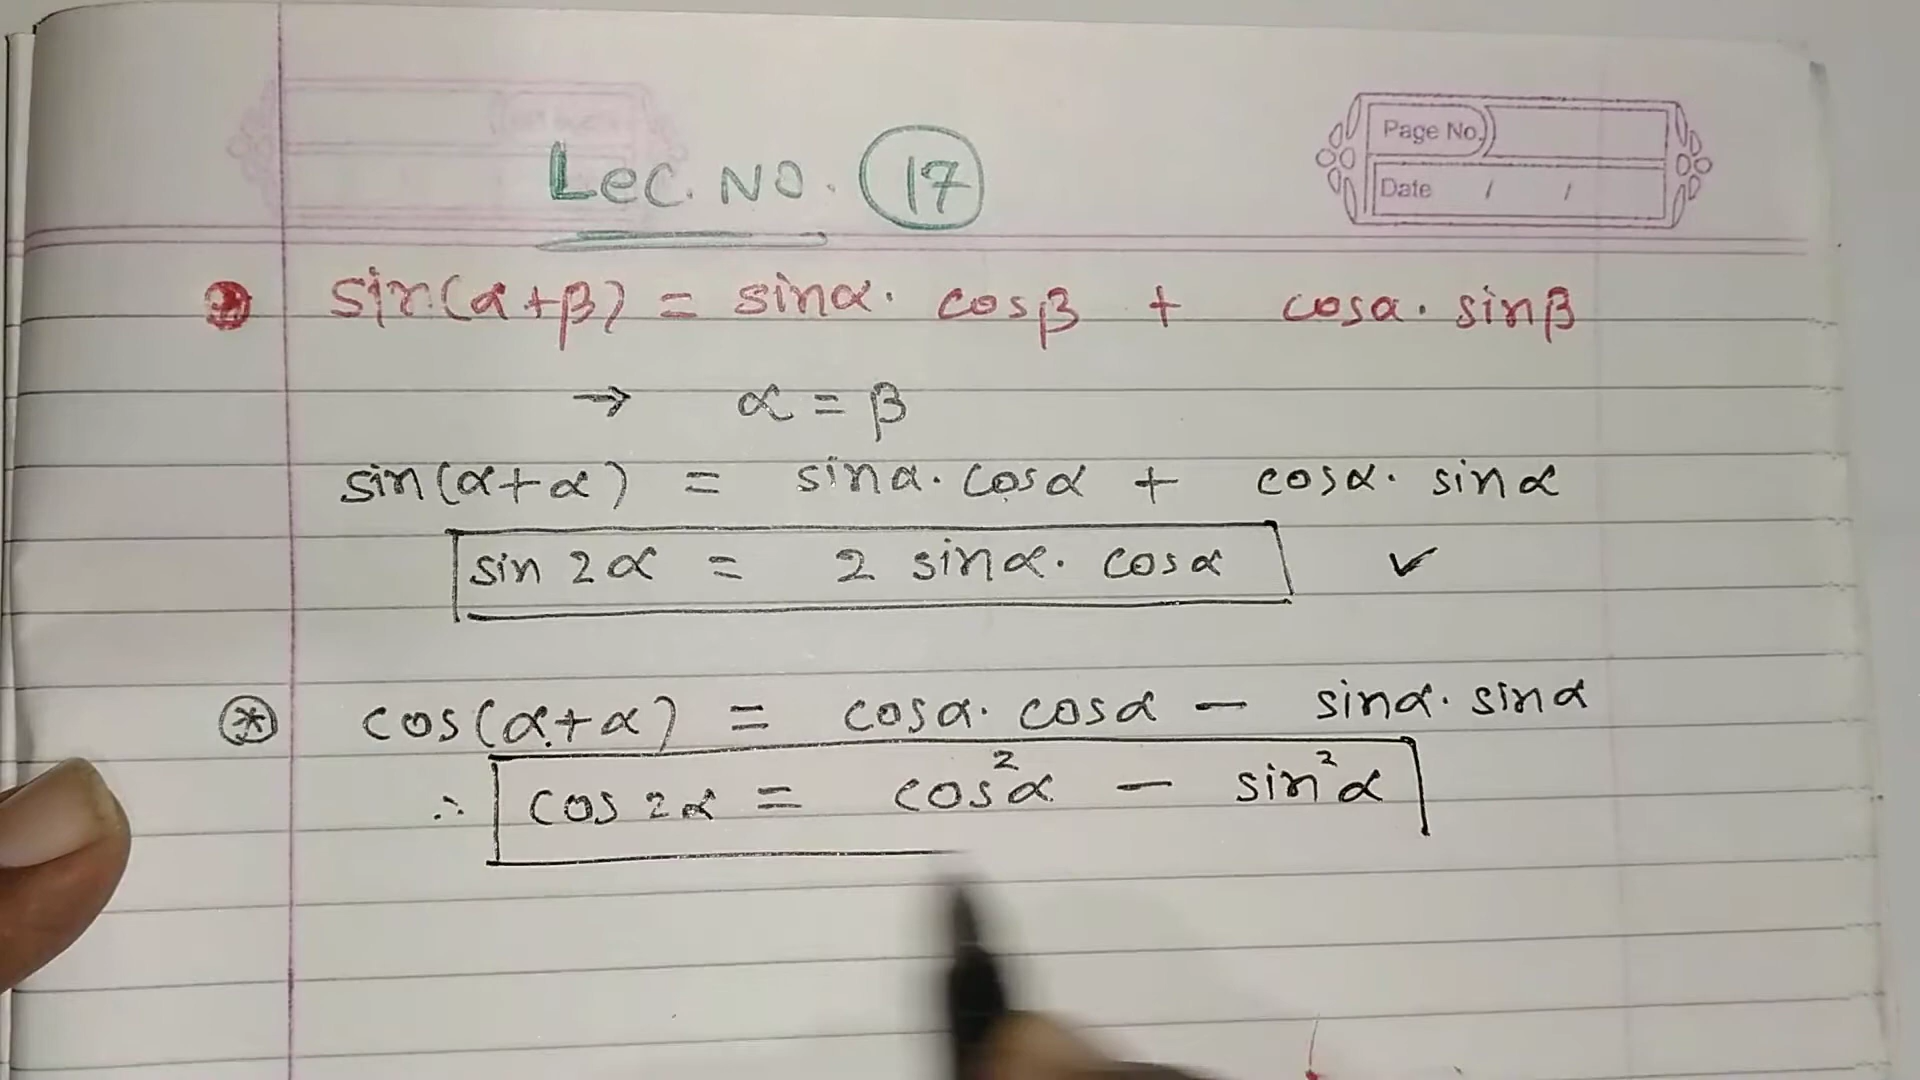 Page No.
Date / /
Lec. No. 17
sin(α+β) = sinα. cosβ + cosα. sinβ
→ α = β
sin(α+α) = sinα. cosα + cosα. sinα
sin 2α = 2 sinα. cosα ✓
* cos(α+α) = cosα. cosα - sinα. sinα
∴ cos 2α = cos²α - sin²α